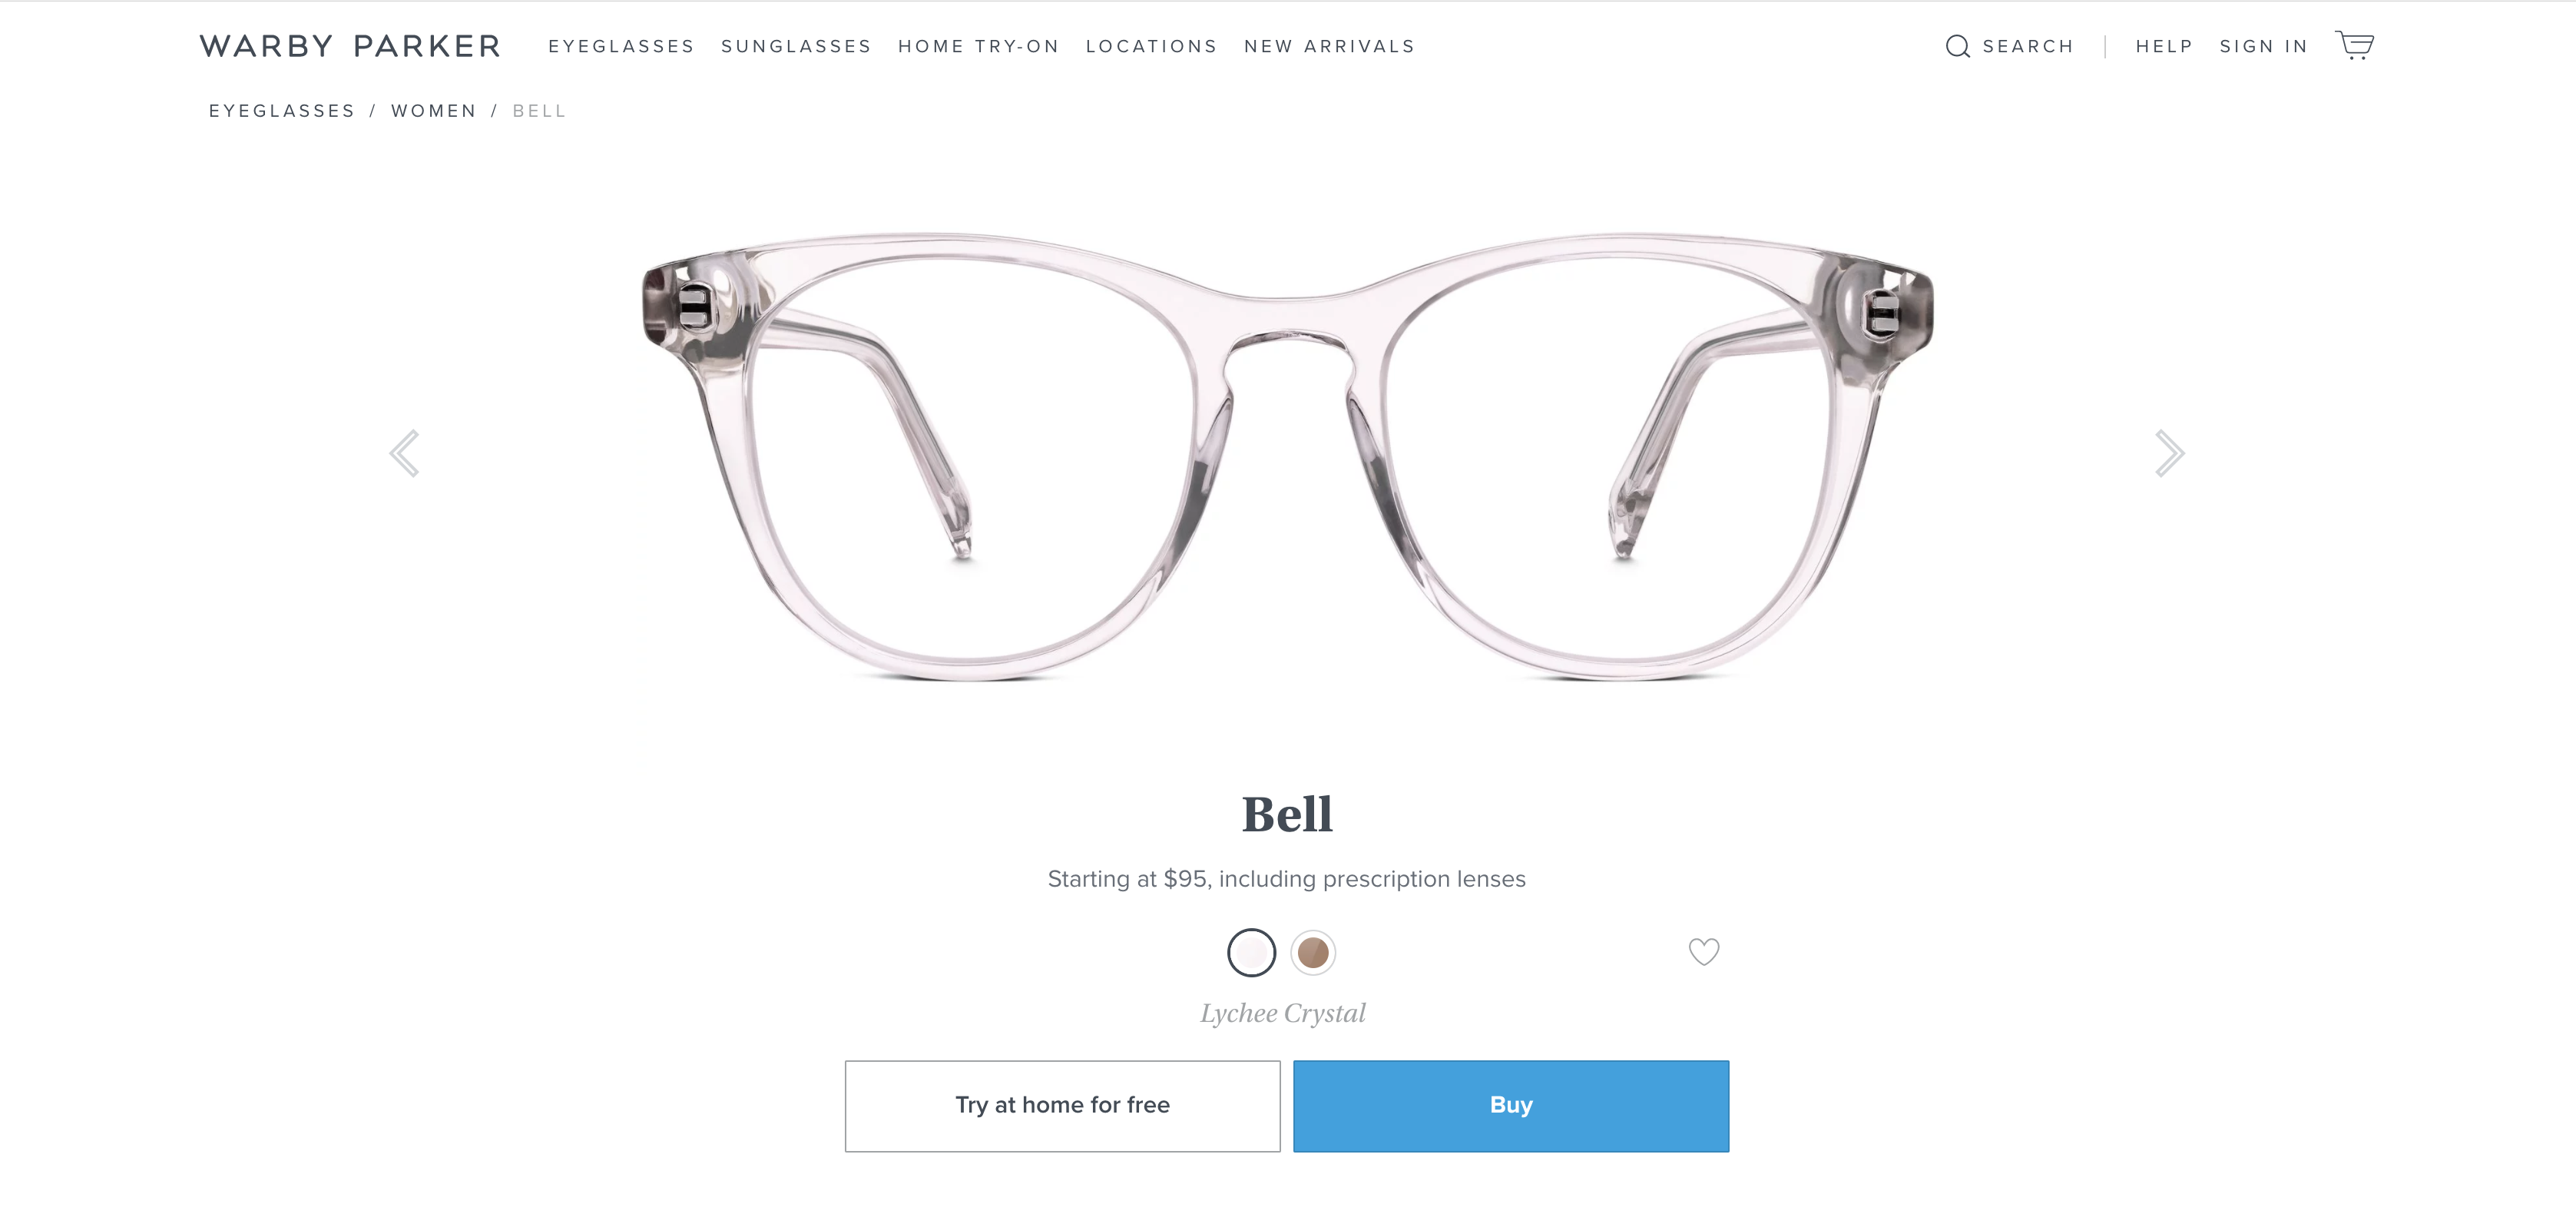 WARBY PARKER EYEGLASSES SUNGLASSES HOME TRY-ON LOCATIONS NEW ARRIVALS SEARCH HELP SIGN IN
EYEGLASSES / WOMEN / BELL
Bell
Starting at $95, including prescription lenses
Lychee Crystal
Try at home for free Buy